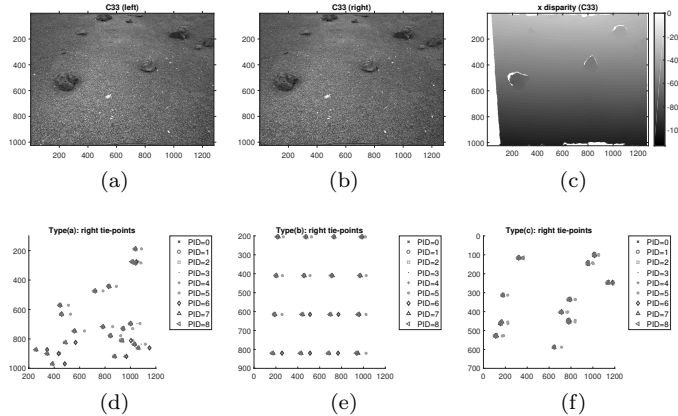 C33 (left)
C33 (right)
x disparity (C33)
200
400
600
800
1000
200 400 600 800 1000 1200
200
400
600
800
1000
200 400 600 800 1000 1200
200
400
600
800
1000
200 400 600 800 1000 1200
0
-20
-40
-60
-80
-100
(a)
(b)
(c)
Type(a): right tie-points
200
400
600
800
1000
200 400 600 800 1000 1200
PID=0
PID=1
PID=2
PID=3
PID=4
PID=5
PID=6
PID=7
PID=8
Type(b): right tie-points
200
300
400
500
600
700
800
900
0 200 400 600 800 1000 1200
PID=0
PID=1
PID=2
PID=3
PID=4
PID=5
PID=6
PID=7
PID=8
Type(c): right tie-points
0
100
200
300
400
500
600
700
0 200 400 600 800 1000 1200
PID=0
PID=1
PID=2
PID=3
PID=4
PID=5
PID=6
PID=7
PID=8
(d)
(e)
(f)